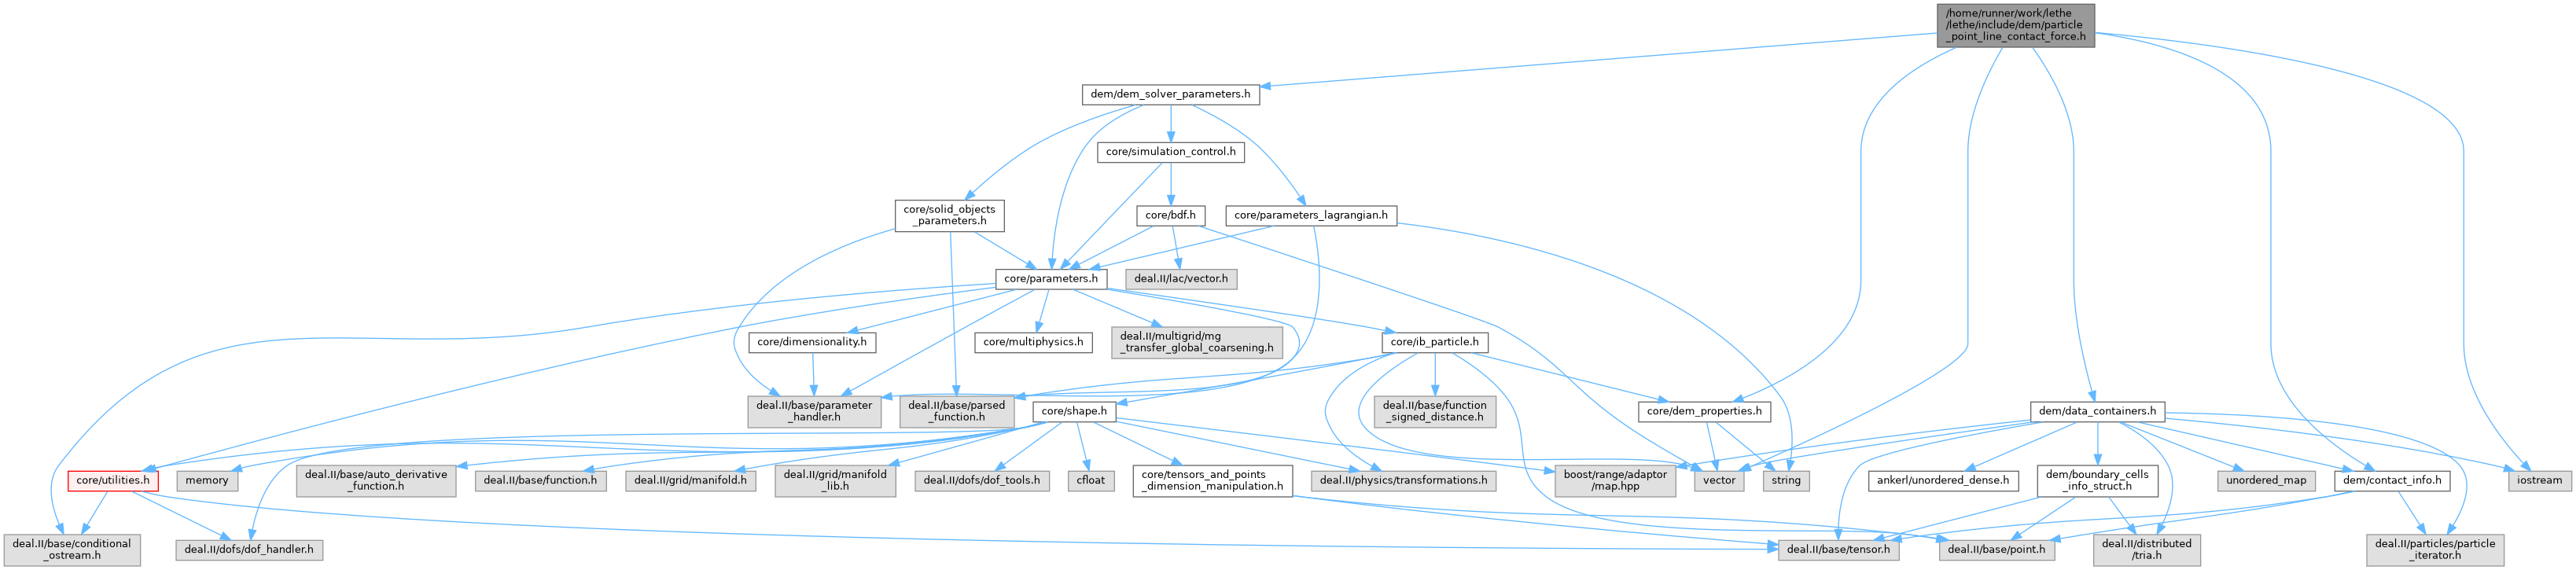 /home/runner/work/lethe
/lethe/include/dem/particle
_point_line_contact_force.h
dem/dem_solver_parameters.h
core/simulation_control.h
core/solid_objects
_parameters.h
core/bdf.h
core/parameters_lagrangian.h
core/parameters.h
deal.II/lac/vector.h
core/dimensionality.h
core/multiphysics.h
deal.II/multigrid/mg
_transfer_global_coarsening.h
core/ib_particle.h
deal.II/base/parameter
_handler.h
deal.II/base/parsed
_function.h
core/shape.h
deal.II/base/function
_signed_distance.h
core/dem_properties.h
dem/data_containers.h
core/utilities.h
memory
deal.II/base/auto_derivative
_function.h
deal.II/base/function.h
deal.II/grid/manifold.h
deal.II/grid/manifold
_lib.h
deal.II/dofs/dof_tools.h
cfloat
core/tensors_and_points
_dimension_manipulation.h
deal.II/physics/transformations.h
boost/range/adaptor
/map.hpp
vector
string
ankerl/unordered_dense.h
dem/boundary_cells
_info_struct.h
unordered_map
dem/contact_info.h
iostream
deal.II/base/conditional
_ostream.h
deal.II/dofs/dof_handler.h
deal.II/base/tensor.h
deal.II/base/point.h
deal.II/distributed
/tria.h
deal.II/particles/particle
_iterator.h